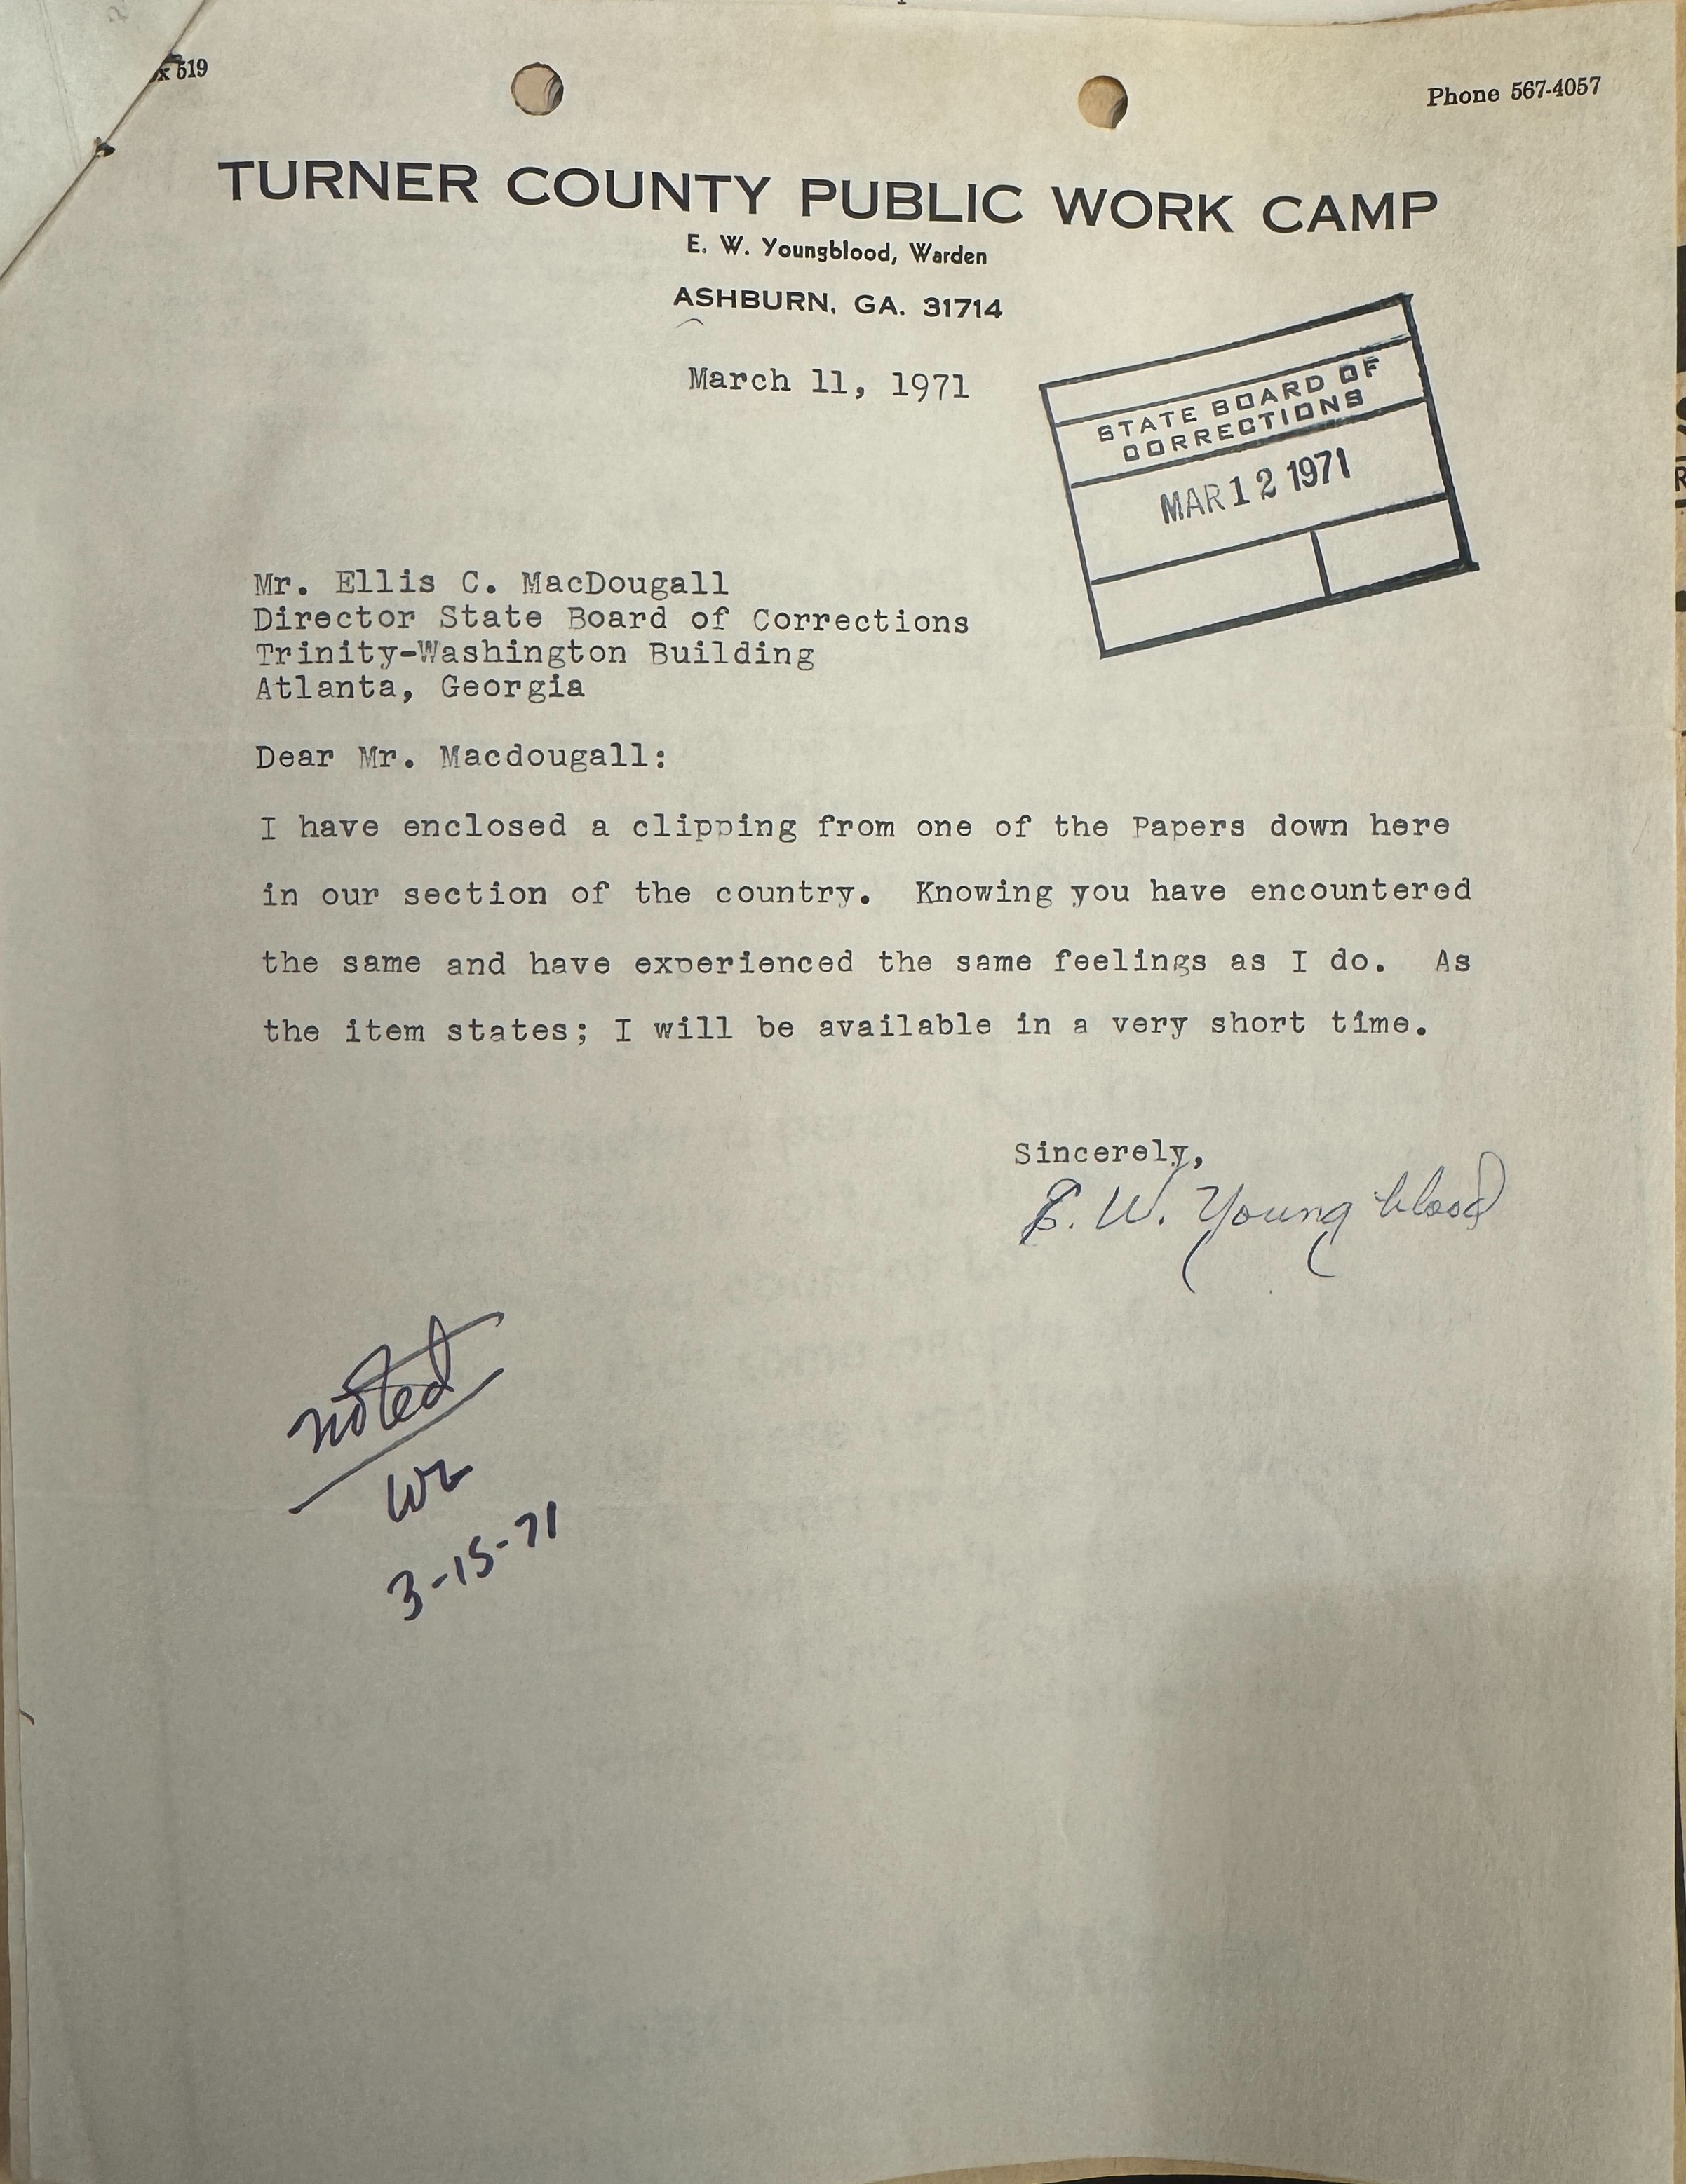 x 519
Phone 567-4057
TURNER COUNTY PUBLIC WORK CAMP
E. W. Youngblood, Warden
ASHBURN, GA. 31714
March 11, 1971
STATE BOARD OF
CORRECTIONS
MAR 12 1971
Mr. Ellis C. MacDougall
Director State Board of Corrections
Trinity-Washington Building
Atlanta, Georgia
Dear Mr. Macdougall:
I have enclosed a clipping from one of the Papers down here
in our section of the country. Knowing you have encountered
the same and have experienced the same feelings as I do. As
the item states; I will be available in a very short time.
Sincerely,
E. W. Youngblood
noted
3-15-71